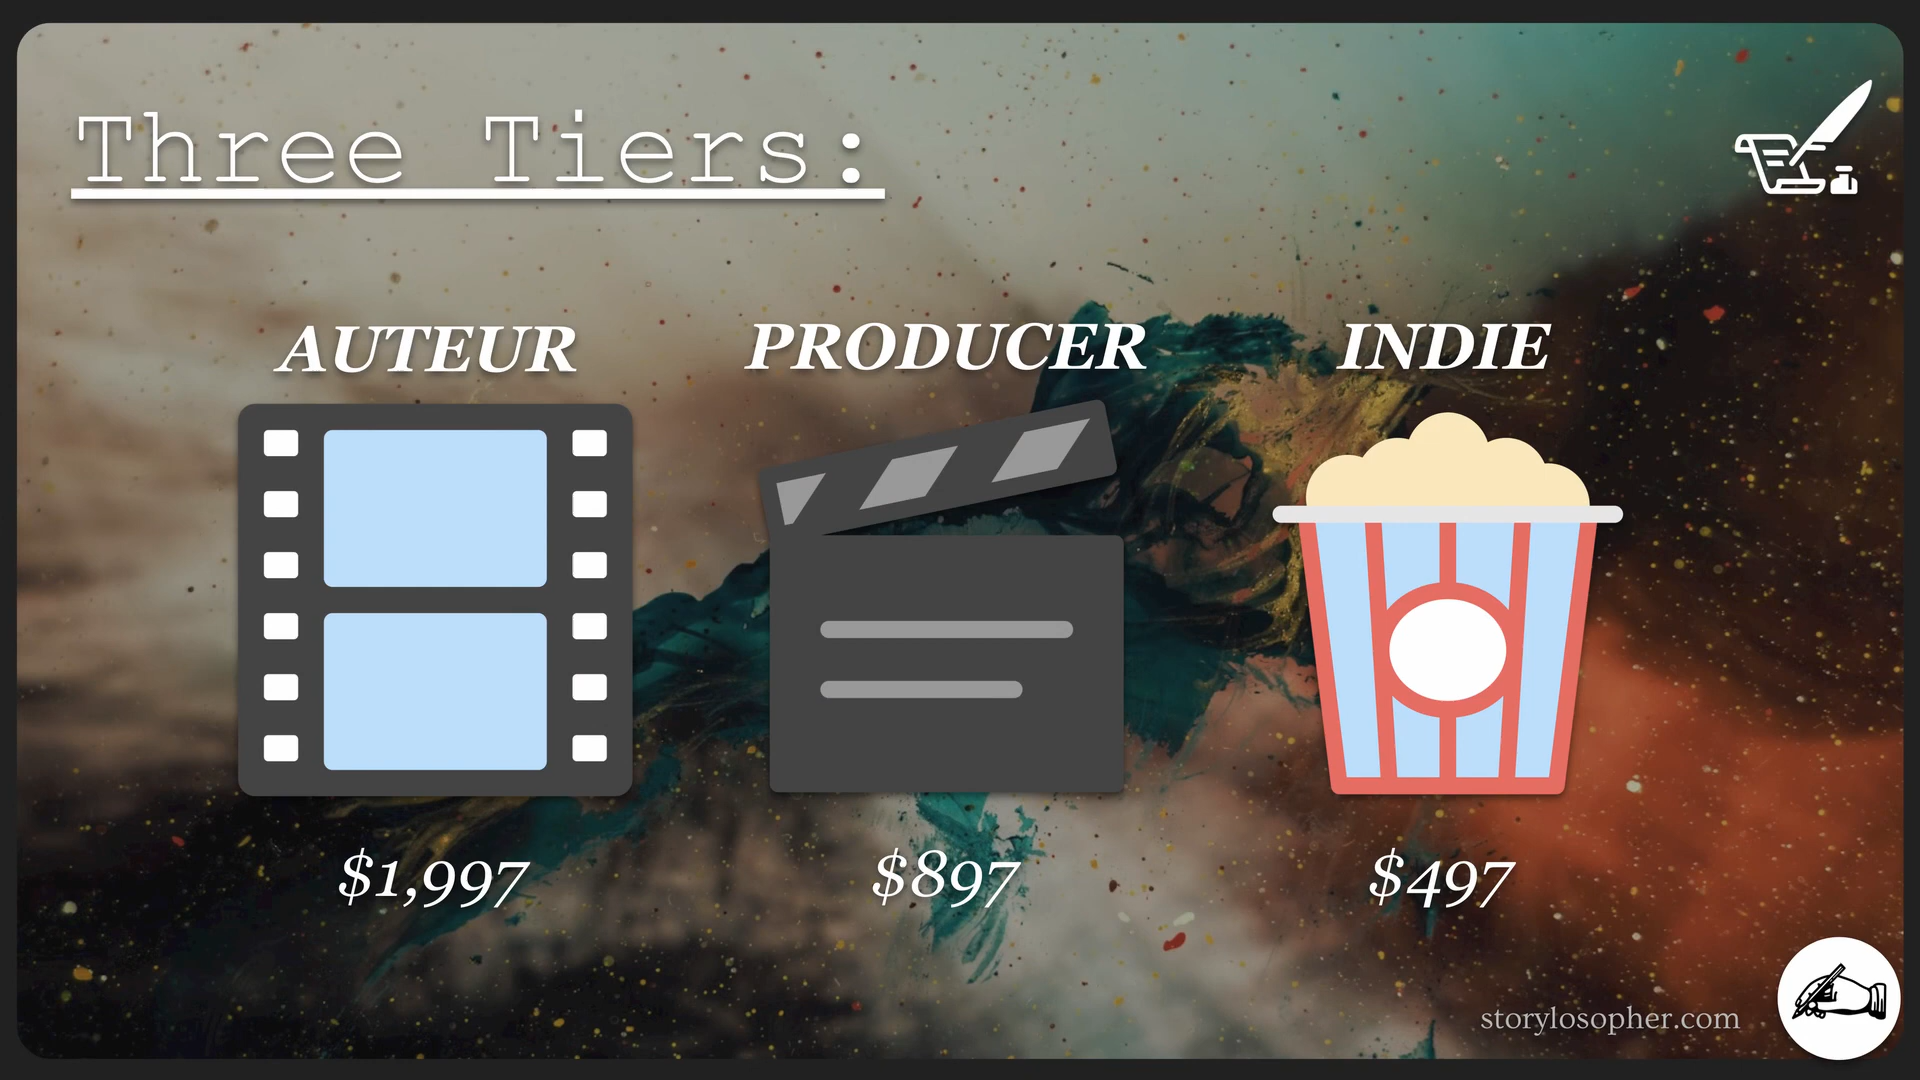 Three Tiers:
AUTEUR
PRODUCER
INDIE
$1,997
$897
$497
storylosopher.com